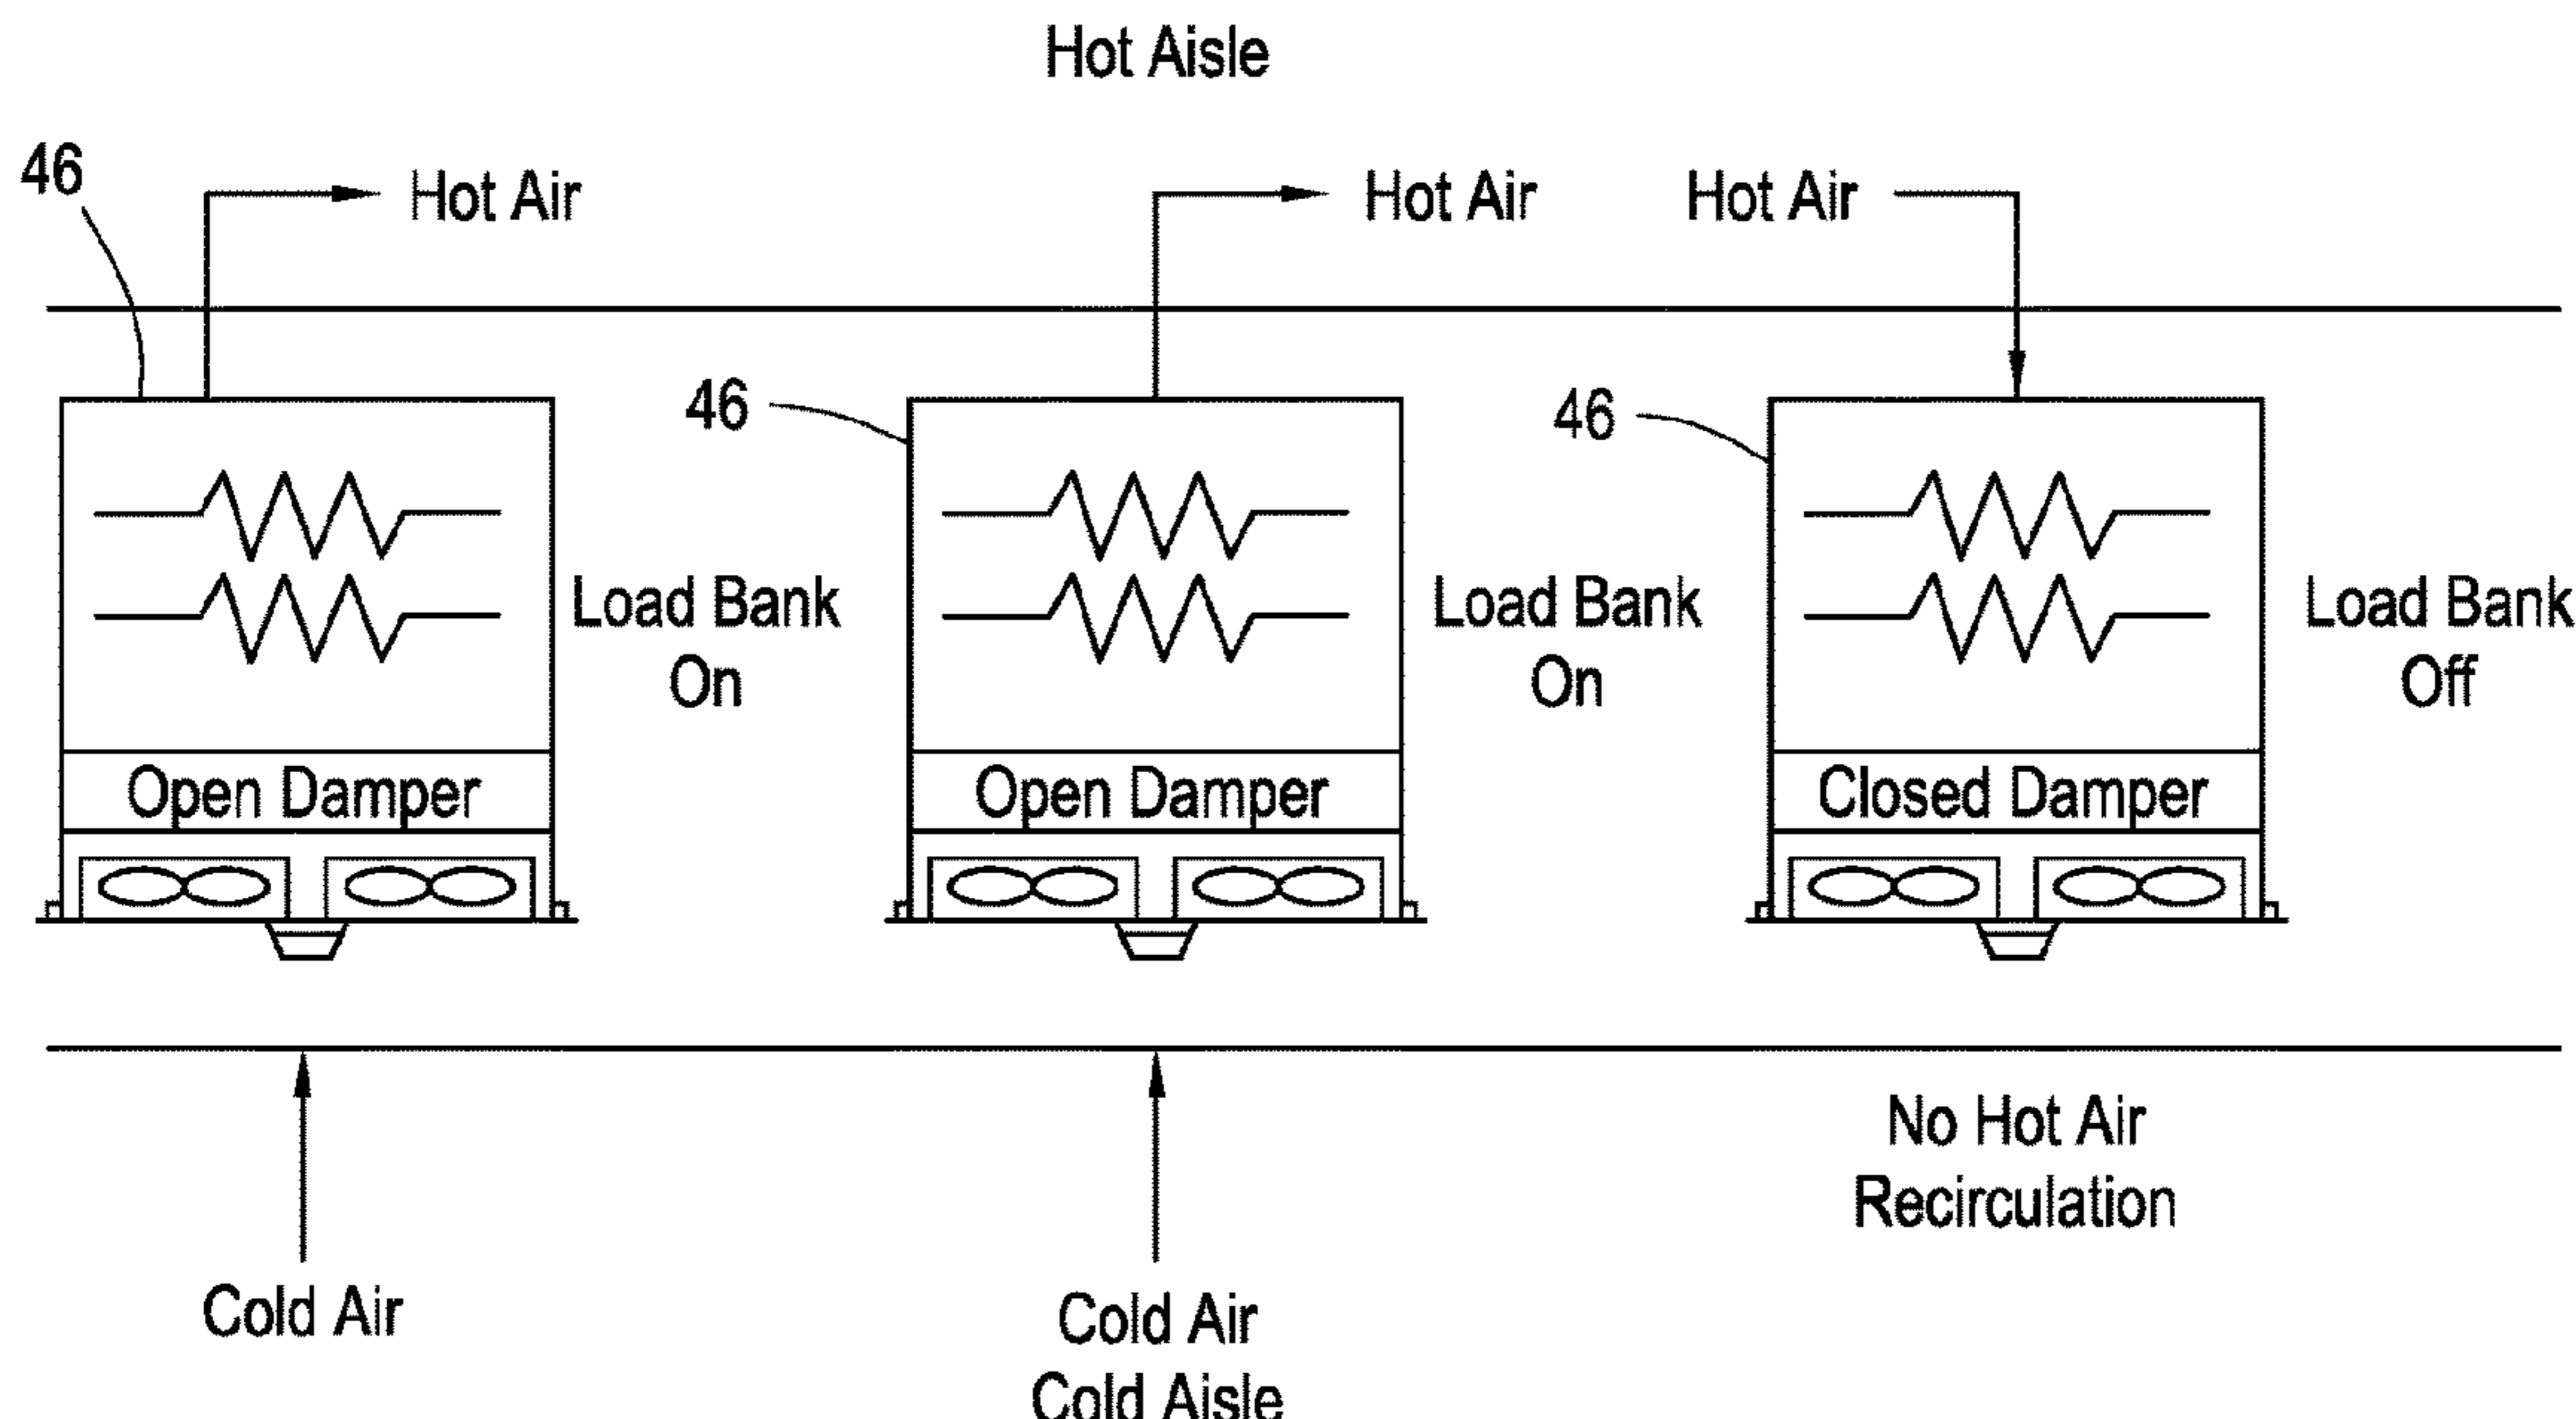 Hot Aisle
46
Hot Air
Hot Air
Hot Air
46
46
Load Bank
On
Load Bank
On
Load Bank
Off
Open Damper
Open Damper
Closed Damper
No Hot Air
Recirculation
Cold Air
Cold Air
Cold Aisle